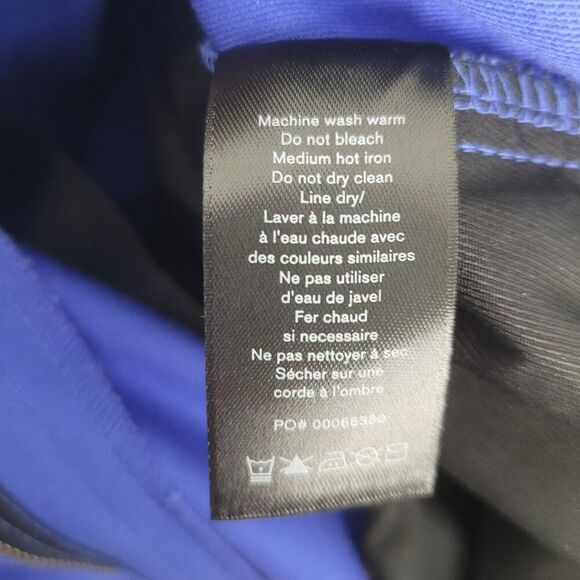 Machine wash warm
Do not bleach
Medium hot iron
Do not dry clean
Line dry/
Laver à la machine
à l'eau chaude avec
des couleurs similaires
Ne pas utiliser
d'eau de javel
Fer chaud
si necessaire
Ne pas nettoyer à sec
Sécher sur une
corde à l'ombre
PO# 00066390